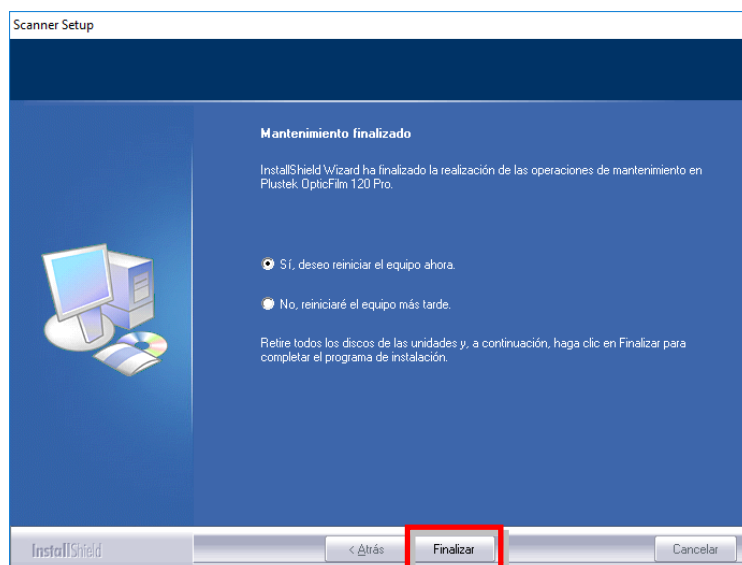 Scanner Setup
Mantenimiento finalizado
InstallShield Wizard ha finalizado la realización de las operaciones de mantenimiento en
Plustek OpticFilm 120 Pro.
Sí, deseo reiniciar el equipo ahora.
No, reiniciaré el equipo más tarde.
Retire todos los discos de las unidades y, a continuación, haga clic en Finalizar para
completar el programa de instalación.
InstallShield
< Atrás Finalizar Cancelar